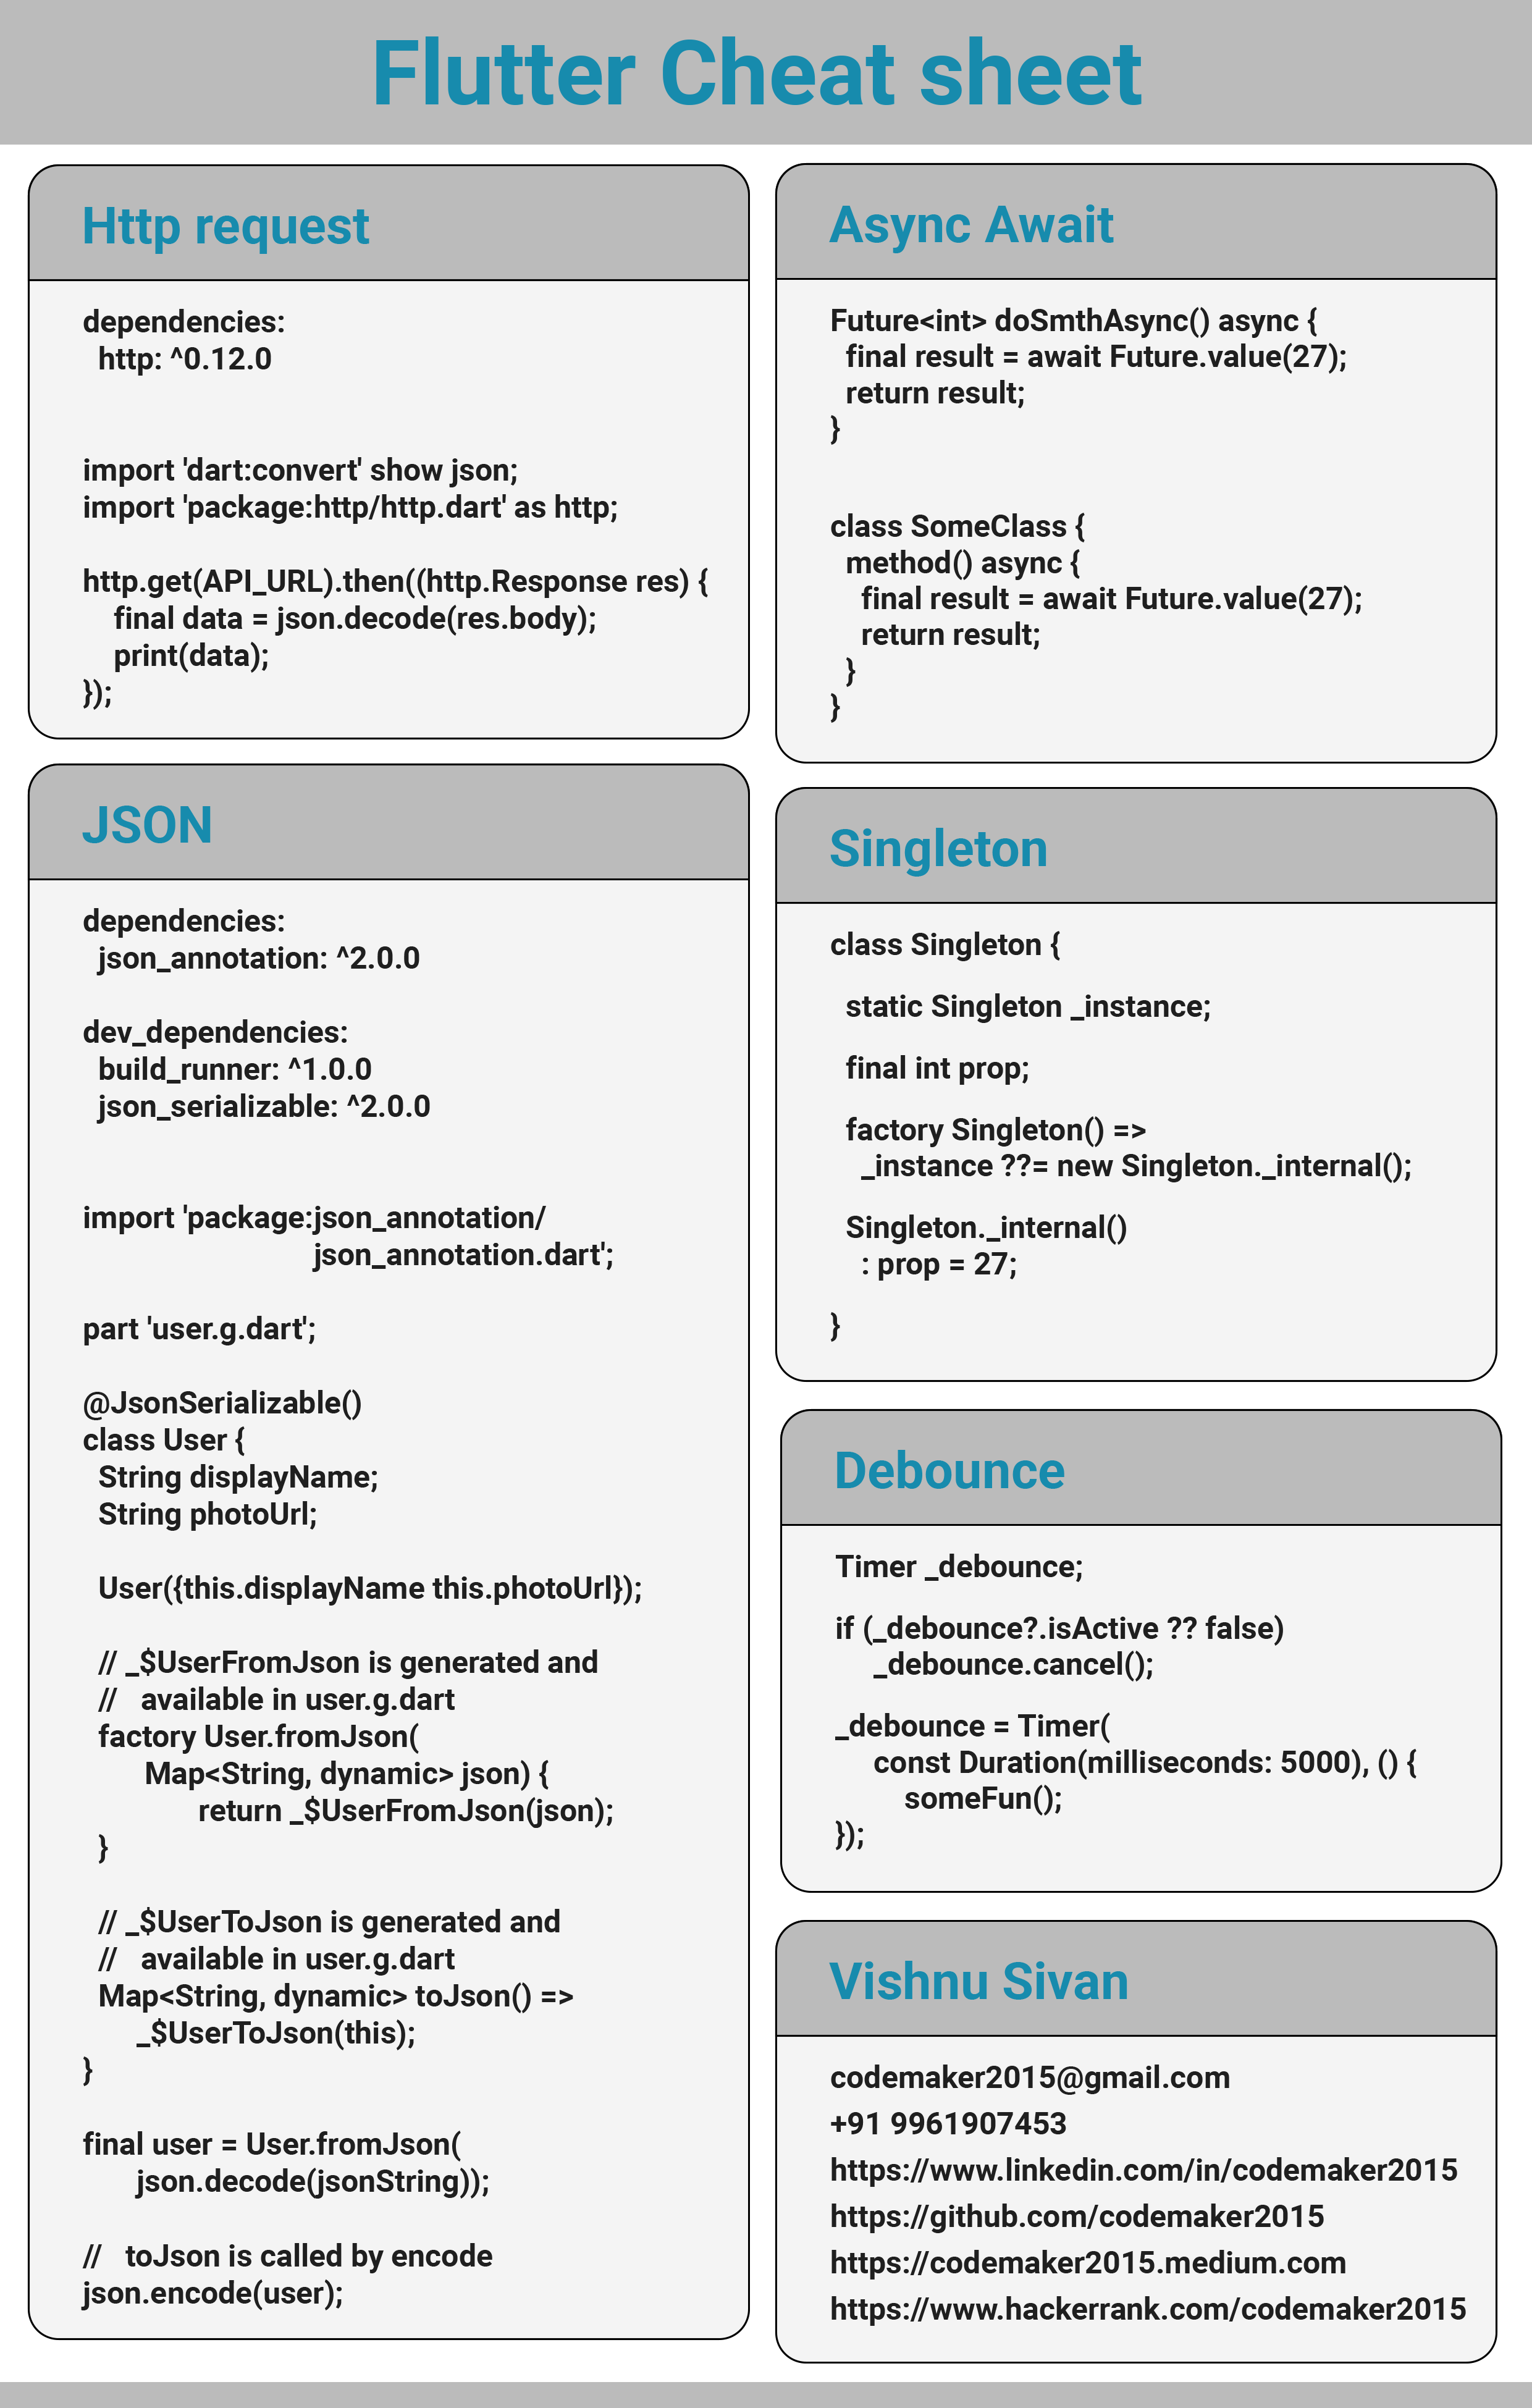 Flutter Cheat sheet
Http request
dependencies:
  http: ^0.12.0
import 'dart:convert' show json;
import 'package:http/http.dart' as http;
http.get(API_URL).then((http.Response res) {
    final data = json.decode(res.body);
    print(data);
});
JSON
dependencies:
  json_annotation: ^2.0.0
dev_dependencies:
  build_runner: ^1.0.0
  json_serializable: ^2.0.0
import 'package:json_annotation/
                json_annotation.dart';
part 'user.g.dart';
@JsonSerializable()
class User {
  String displayName;
  String photoUrl;
  User({this.displayName this.photoUrl});
  // _$UserFromJson is generated and
  //   available in user.g.dart
  factory User.fromJson(
        Map<String, dynamic> json) {
               return _$UserFromJson(json);
  }
  // _$UserToJson is generated and
  //   available in user.g.dart
  Map<String, dynamic> toJson() =>
       _$UserToJson(this);
}
final user = User.fromJson(
       json.decode(jsonString));
//   toJson is called by encode
json.encode(user);
Async Await
Future<int> doSmthAsync() async {
  final result = await Future.value(27);
  return result;
}
class SomeClass {
  method() async {
    final result = await Future.value(27);
    return result;
  }
}
Singleton
class Singleton {
  static Singleton _instance;
  final int prop;
  factory Singleton() =>
    _instance ??= new Singleton._internal();
  Singleton._internal()
    : prop = 27;
}
Debounce
Timer _debounce;
if (_debounce?.isActive ?? false)
     _debounce.cancel();
_debounce = Timer(
     const Duration(milliseconds: 5000), () {
         someFun();
});
Vishnu Sivan
codemaker2015@gmail.com
+91 9961907453
https://www.linkedin.com/in/codemaker2015
https://github.com/codemaker2015
https://codemaker2015.medium.com
https://www.hackerrank.com/codemaker2015